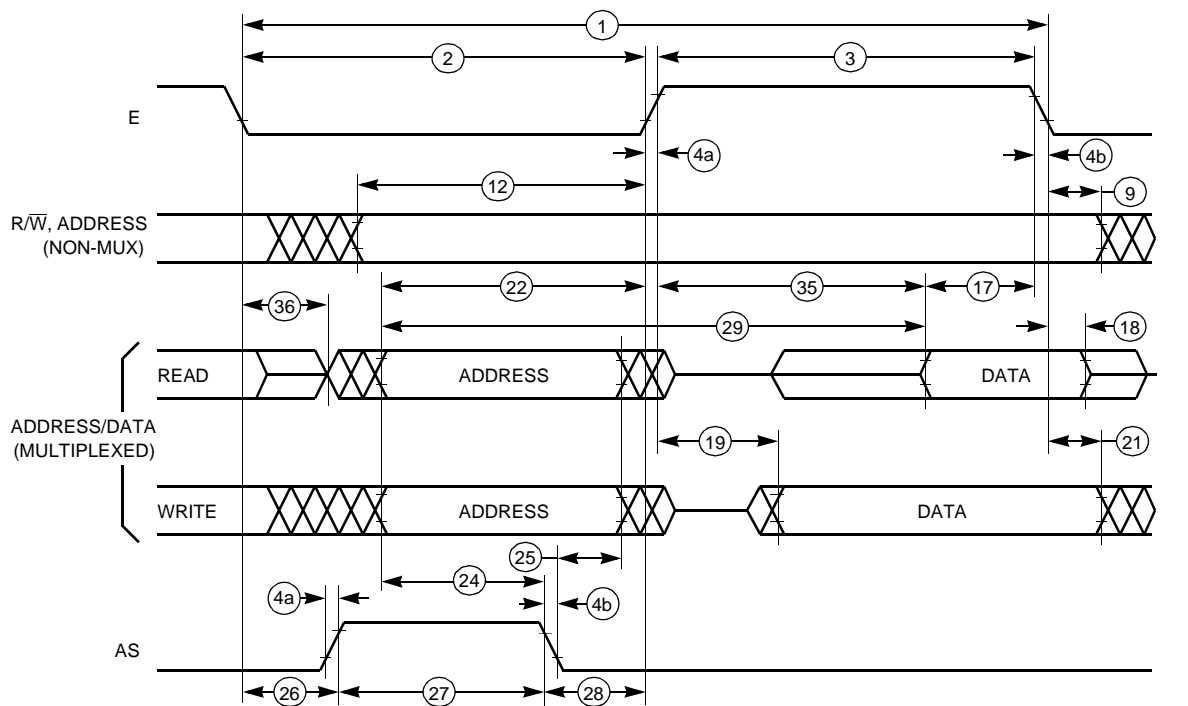 1
2
3
E
4a
4b
12
9
R/W̅, ADDRESS
(NON-MUX)
22
35
17
36
29
18
READ
ADDRESS
DATA
ADDRESS/DATA
(MULTIPLEXED)
19
21
WRITE
ADDRESS
DATA
25
24
4a
4b
AS
26
27
28